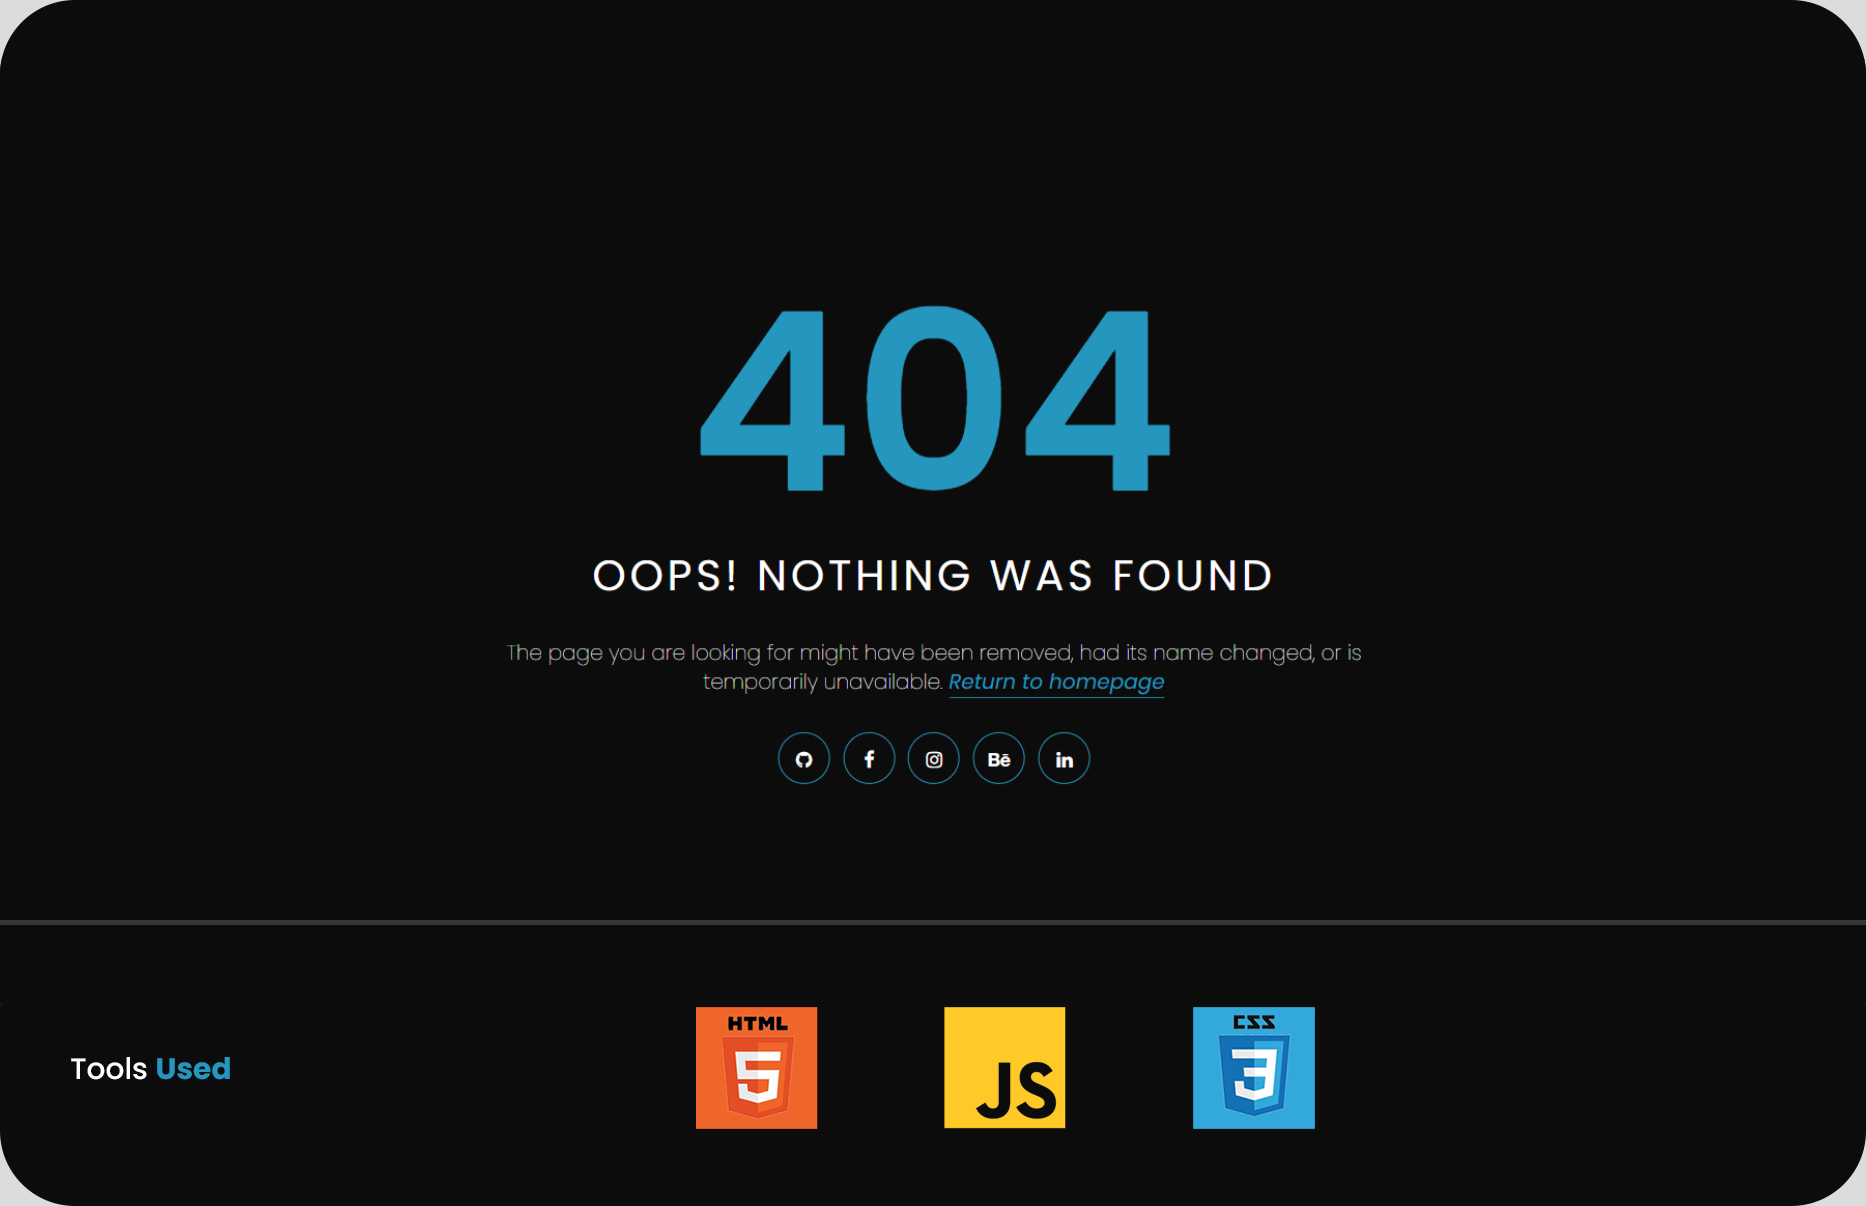 404
OOPS! NOTHING WAS FOUND
The page you are looking for might have been removed, had its name changed, or is
temporarily unavailable. Return to homepage
f Bē in
Tools Used
HTML
5
JS
CSS
3